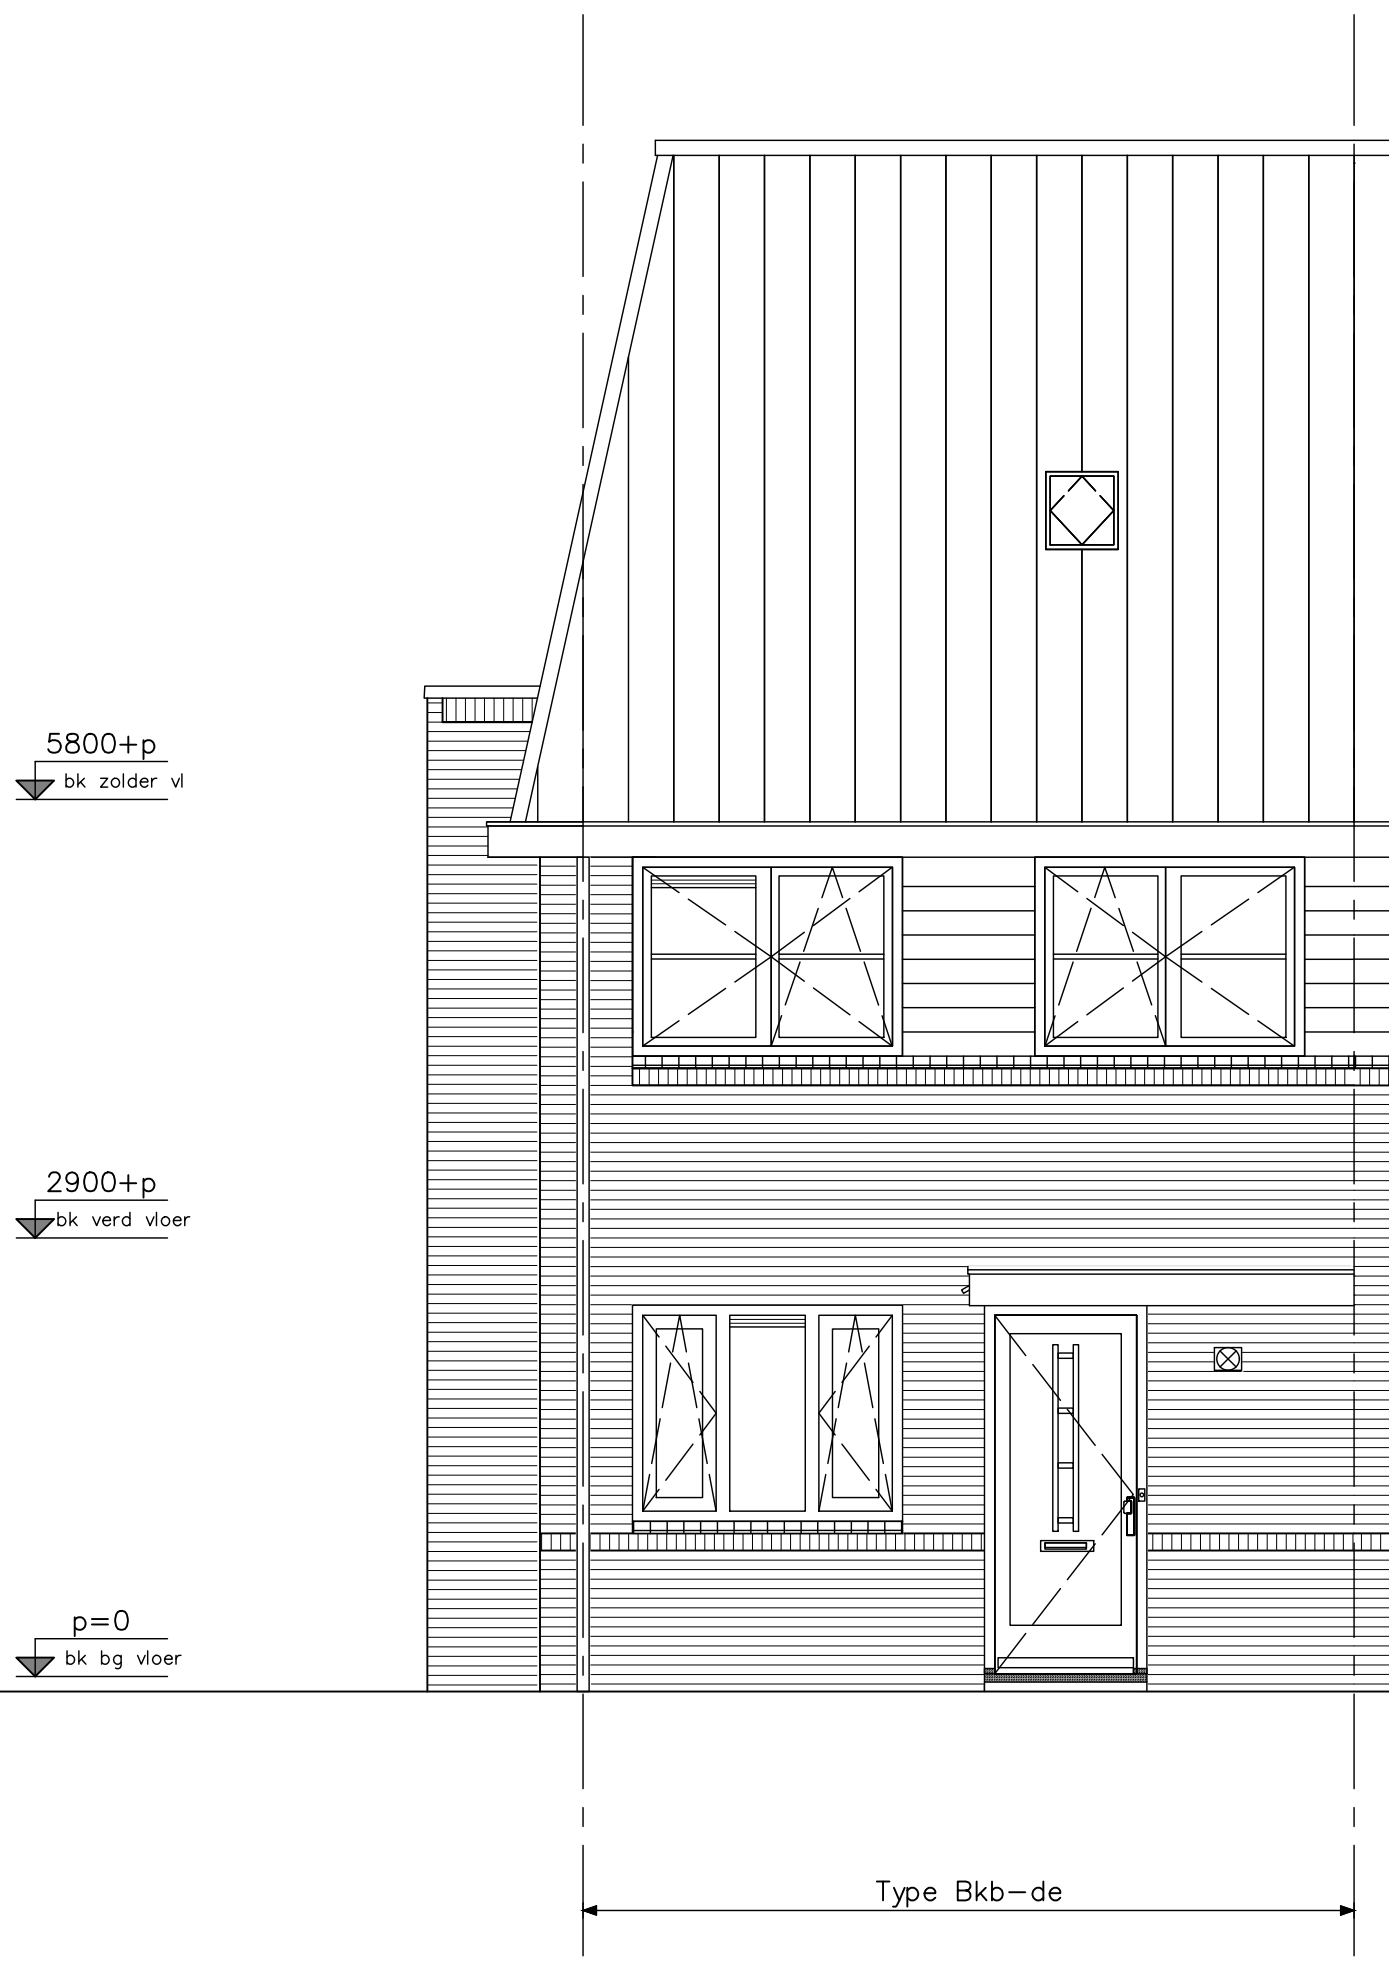 5800+p
bk zolder vl
2900+p
bk verd vloer
p=0
bk bg vloer
Type Bkb-de